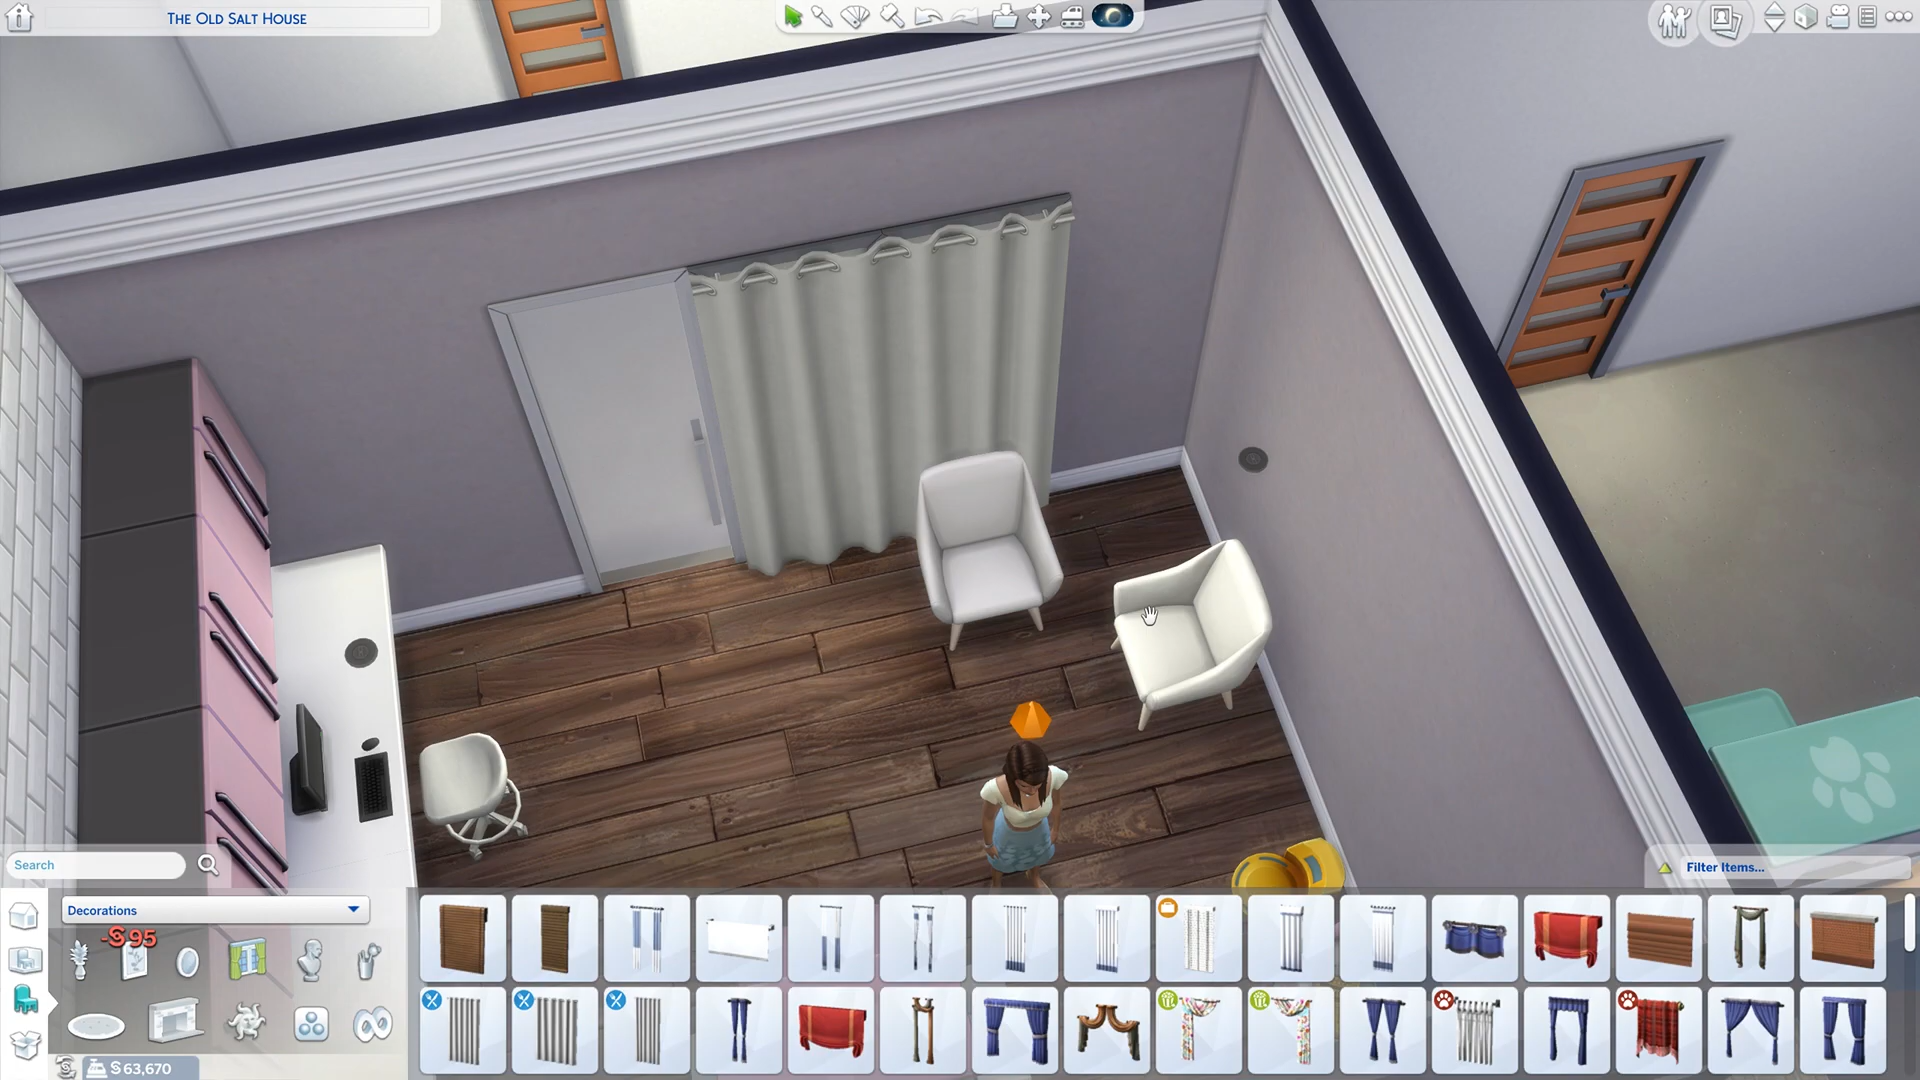 The Old Salt House
Search
Filter Items...
Decorations
-§95
§63,670